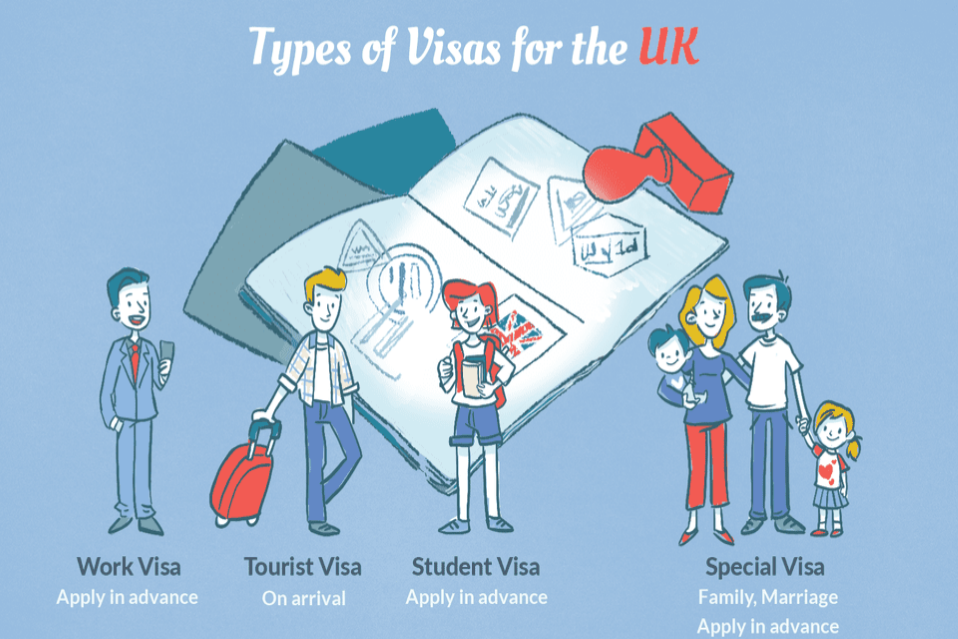 Types of Visas for the UK
Work Visa
Apply in advance
Tourist Visa
On arrival
Student Visa
Apply in advance
Special Visa
Family, Marriage
Apply in advance